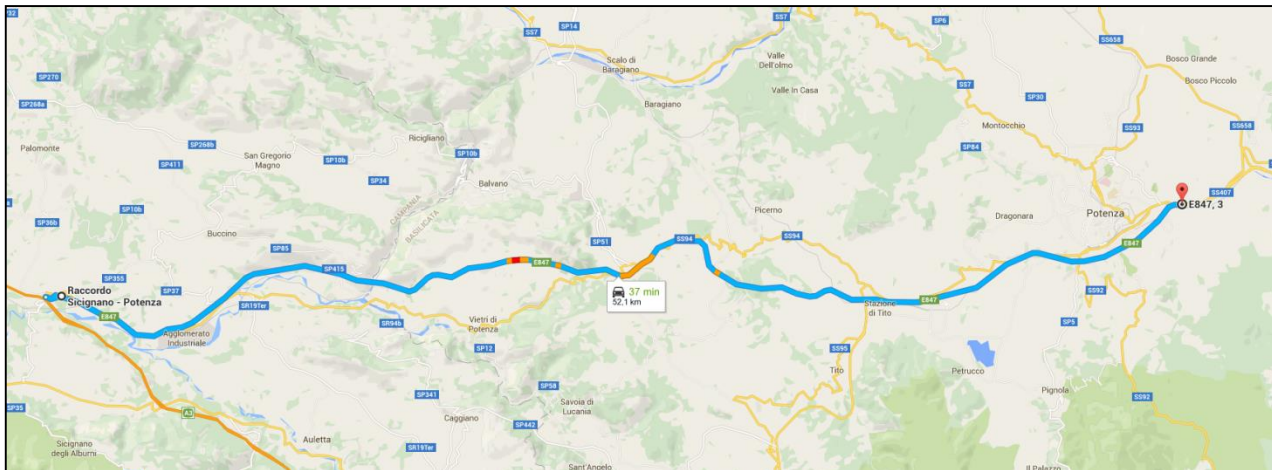 SS7
SP32
SP14
SS7
SP6
SS658
Bosco Grande
Scalo di
Baragiano
Valle
Dell'olmo
SP270
SS7
Bosco Piccolo
SP268a
Baragiano
Valle In Casa
SP30
Montocchio
SS93
SS658
Ricigliano
Palomonte
SP268b
SP411
San Gregorio
Magno
SP10b
SP10b
SP84
SP34
Balvano
SS407
CAMPANIA
BASILICATA
E847, 3
SP10b
SP36b
Picerno
Dragonara
Potenza
Buccino
SP51
SS94
SS94
E847
SP85
SP415
E847
SP355
SP37
Raccordo
Sicignano - Potenza
37 min
52.1 km
SS92
E847
Stazione
di Tito
SR19Ter
E847
Agglomerato
Industriale
SR94b
Vietri di
Potenza
SP5
SP12
SS95
Tito
Petrucco
SP58
Pignola
SP341
SS92
Savoia di
Lucania
SP35
A3
Caggiano
SP442
Auletta
Sicignano
degli Alburni
SR19Ter
Sant'Angelo
Il Palazzo